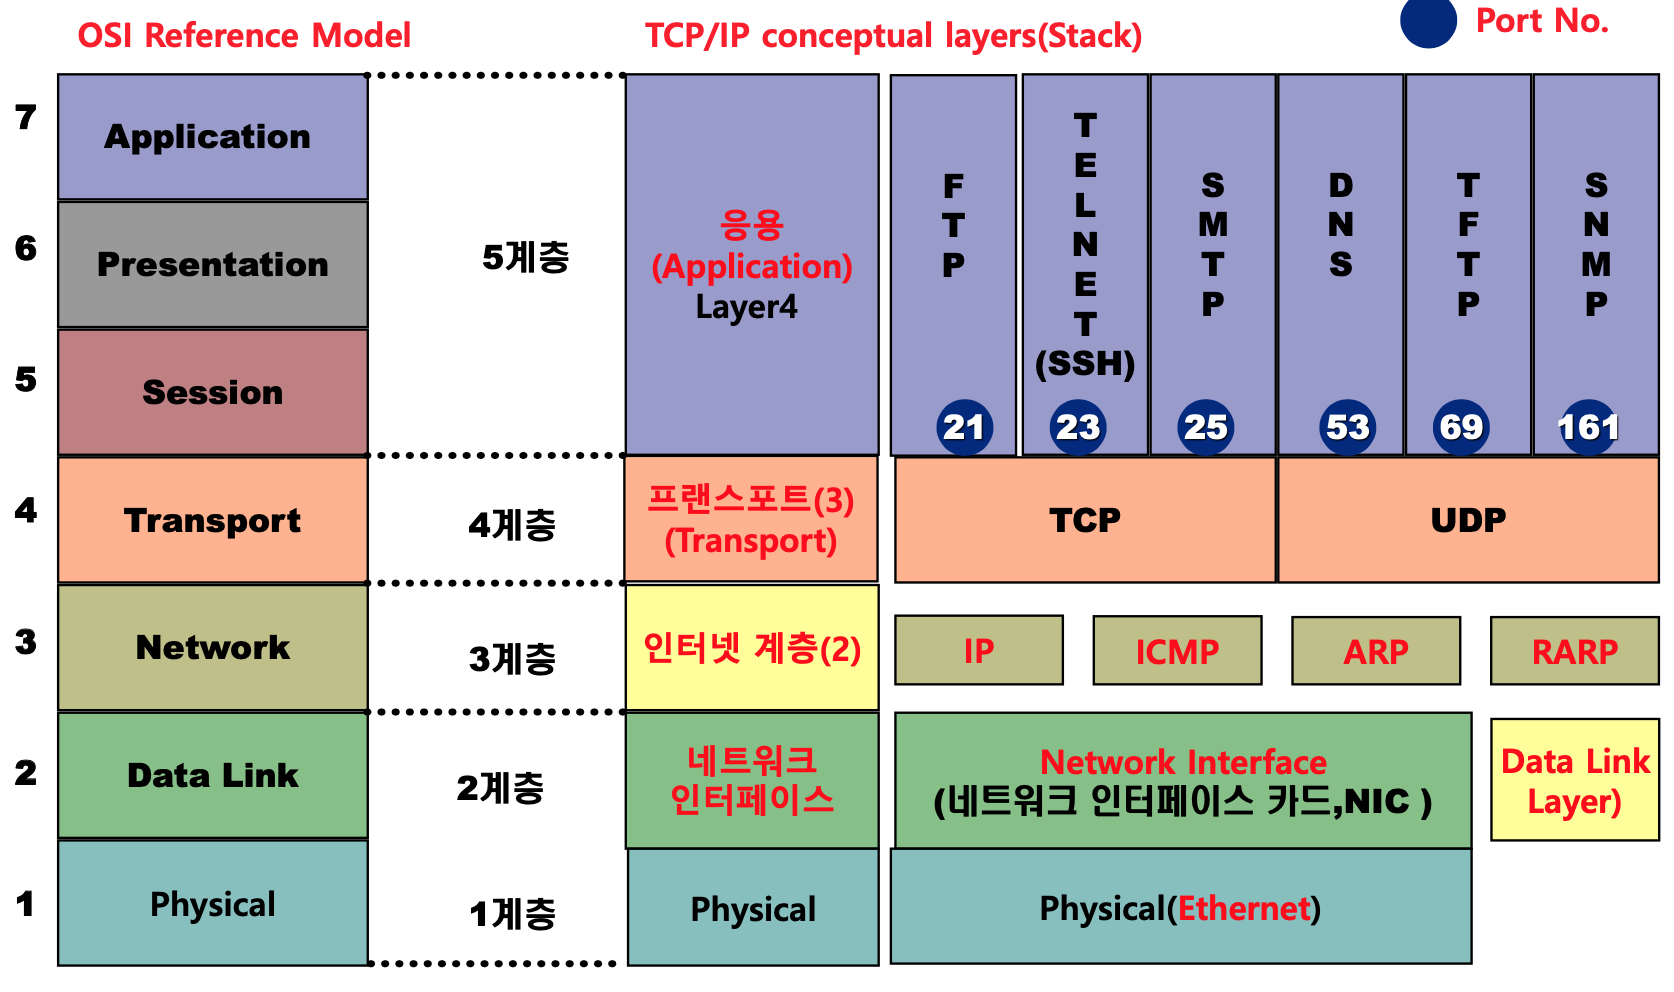 OSI Reference Model
TCP/IP conceptual layers(Stack)
Port No.
7
Application
6
Presentation
5
Session
4
Transport
3
Network
2
Data Link
1
Physical
5계층
4계층
3계층
2계층
1계층
응용
(Application)
Layer4
프랜스포트(3)
(Transport)
인터넷 계층(2)
네트워크
인터페이스
Physical
FTP
21
TELNET
(SSH)
23
SMTP
25
DNS
53
TFTP
69
SNMP
161
TCP
UDP
IP
ICMP
ARP
RARP
Network Interface
(네트워크 인터페이스 카드,NIC )
Data Link
Layer)
Physical(Ethernet)